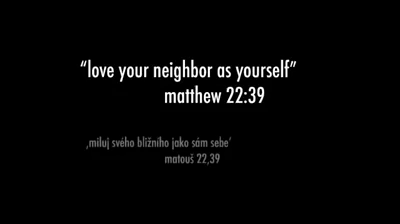 “love your neighbor as yourself”
matthew 22:39
‚miluj svého bližního jako sám sebe‘
matouš 22,39